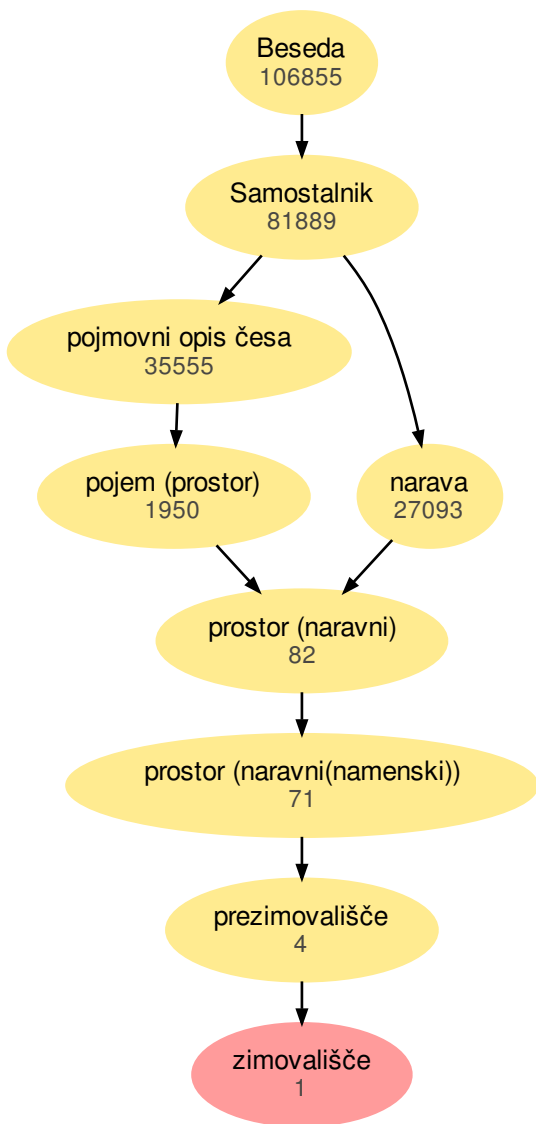 Beseda
106855
Samostalnik
81889
pojmovni opis česa
35555
pojem (prostor)
1950
narava
27093
prostor (naravni)
82
prostor (naravni(namenski))
71
prezimovališče
4
zimovališče
1